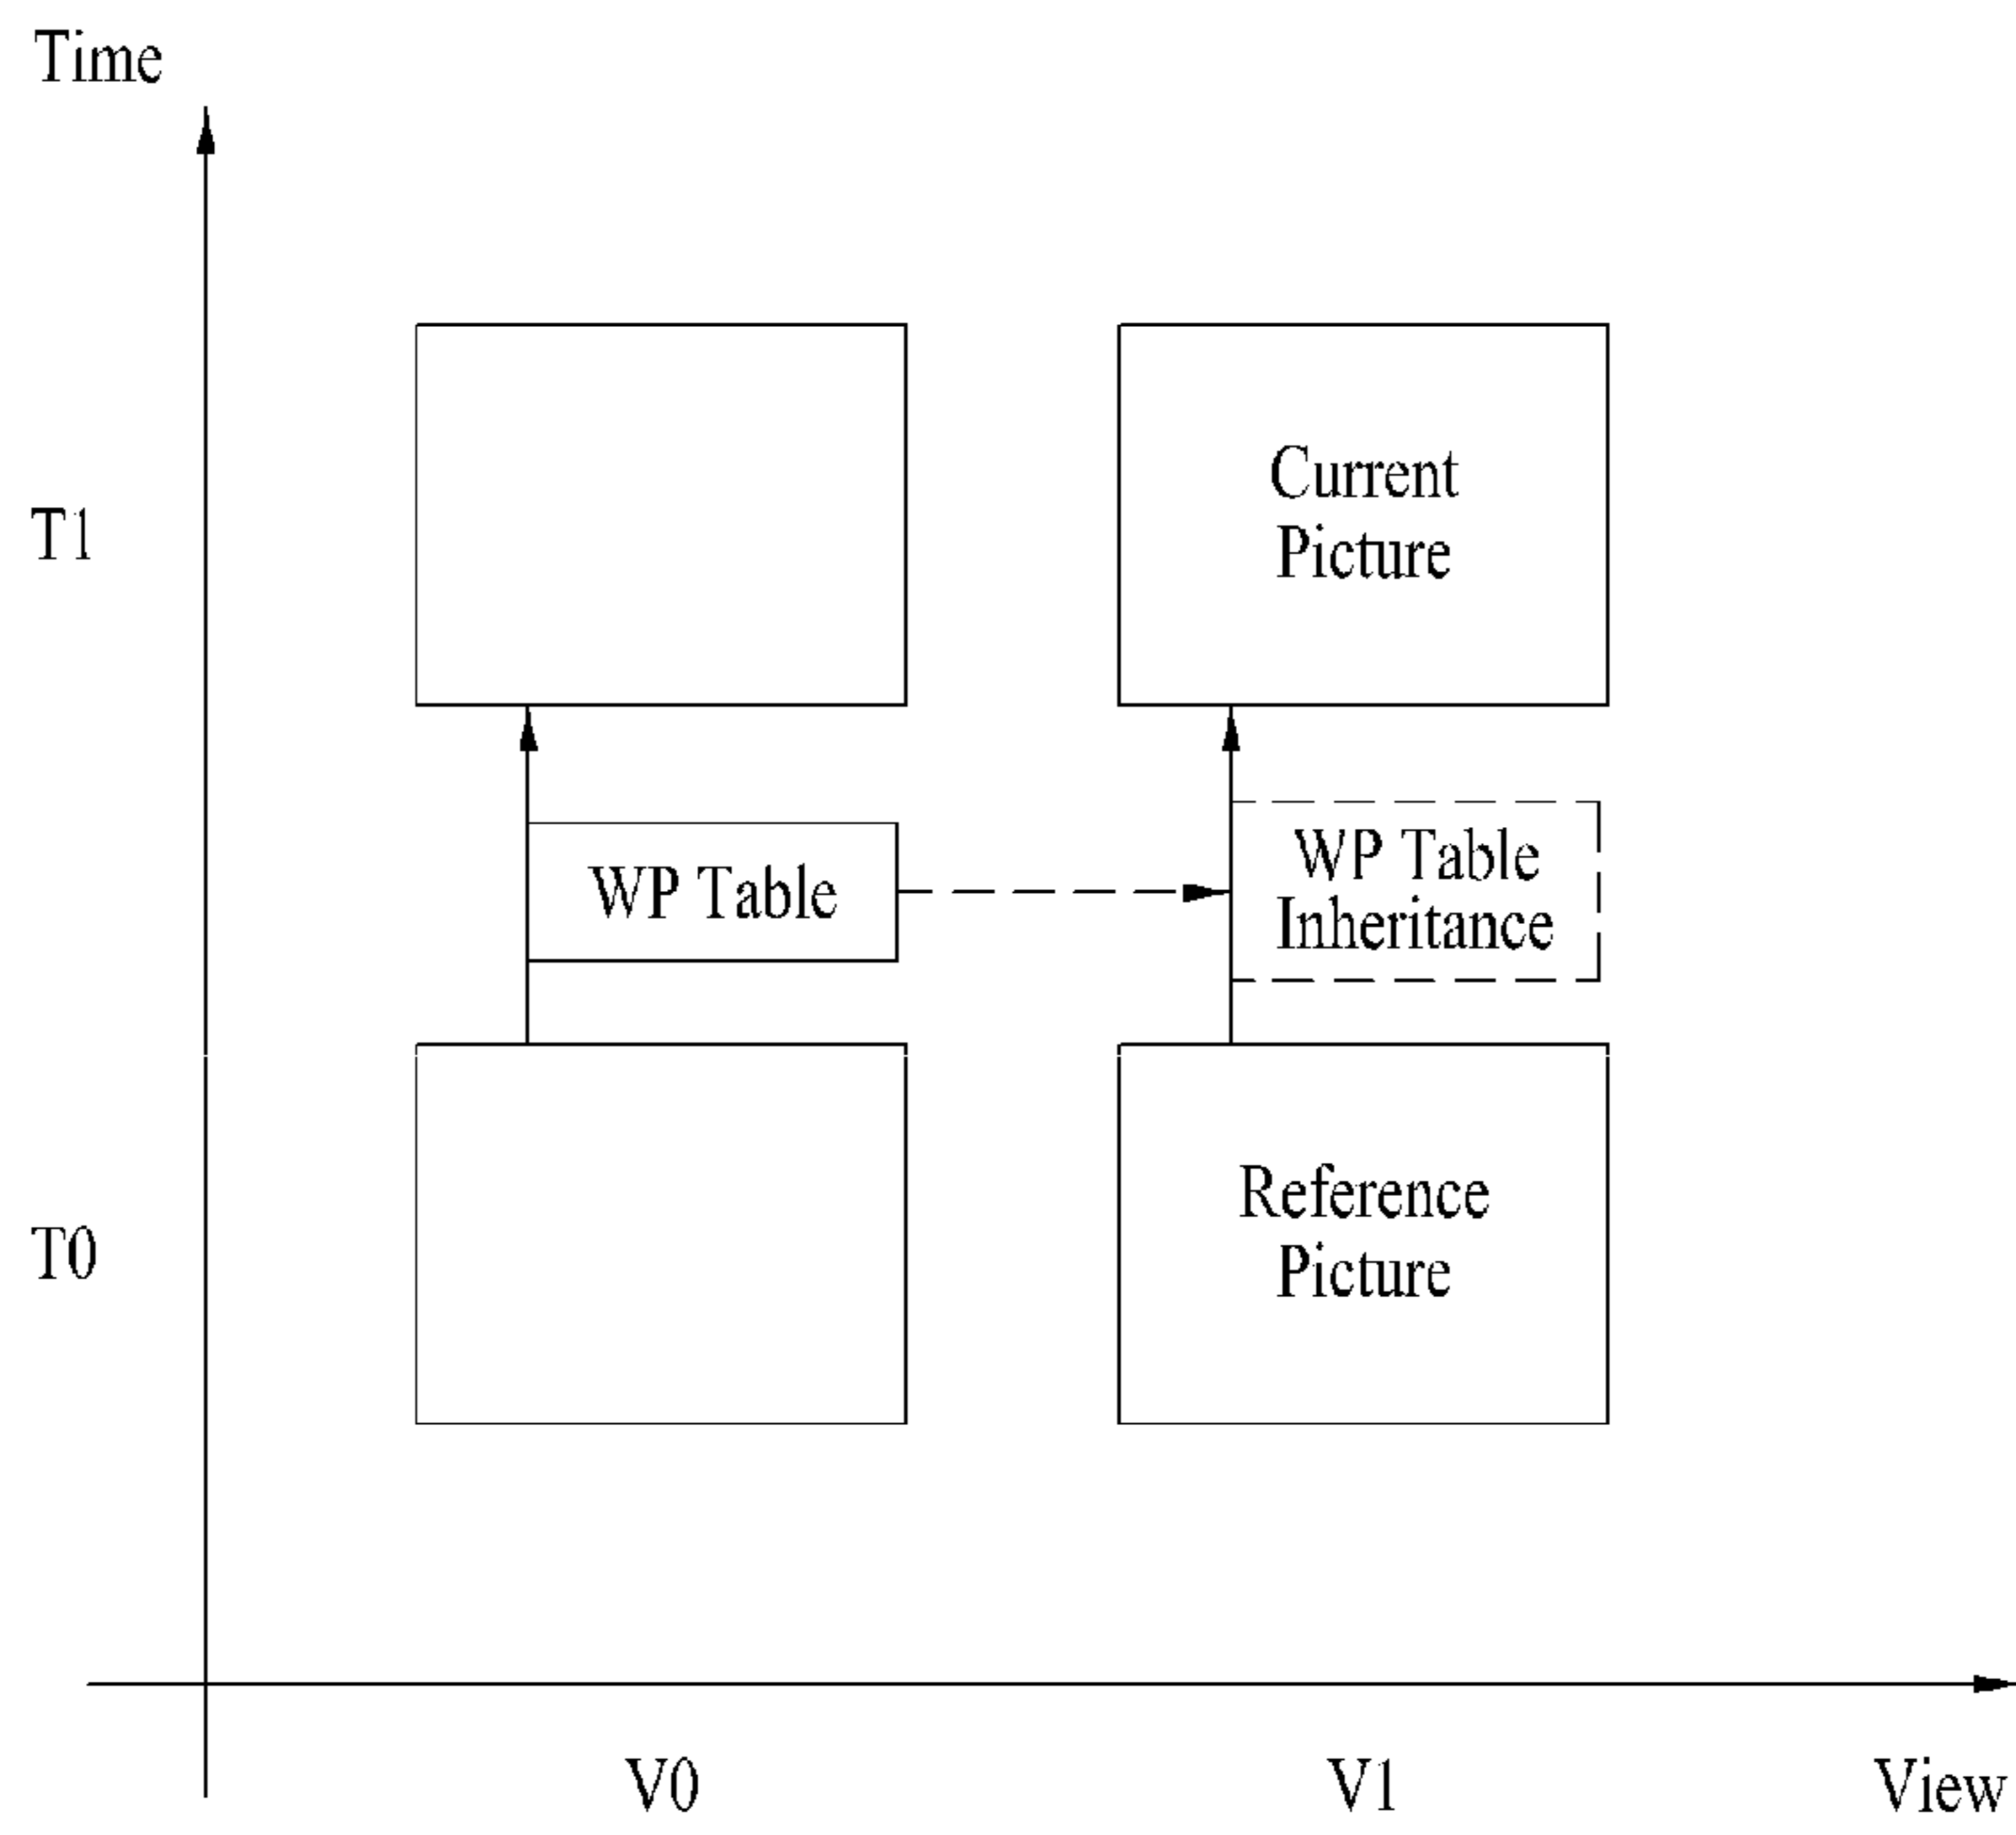 Time
T1
Current
Picture
WP Table
WP Table
Inheritance
T0
Reference
Picture
V0
V1
View